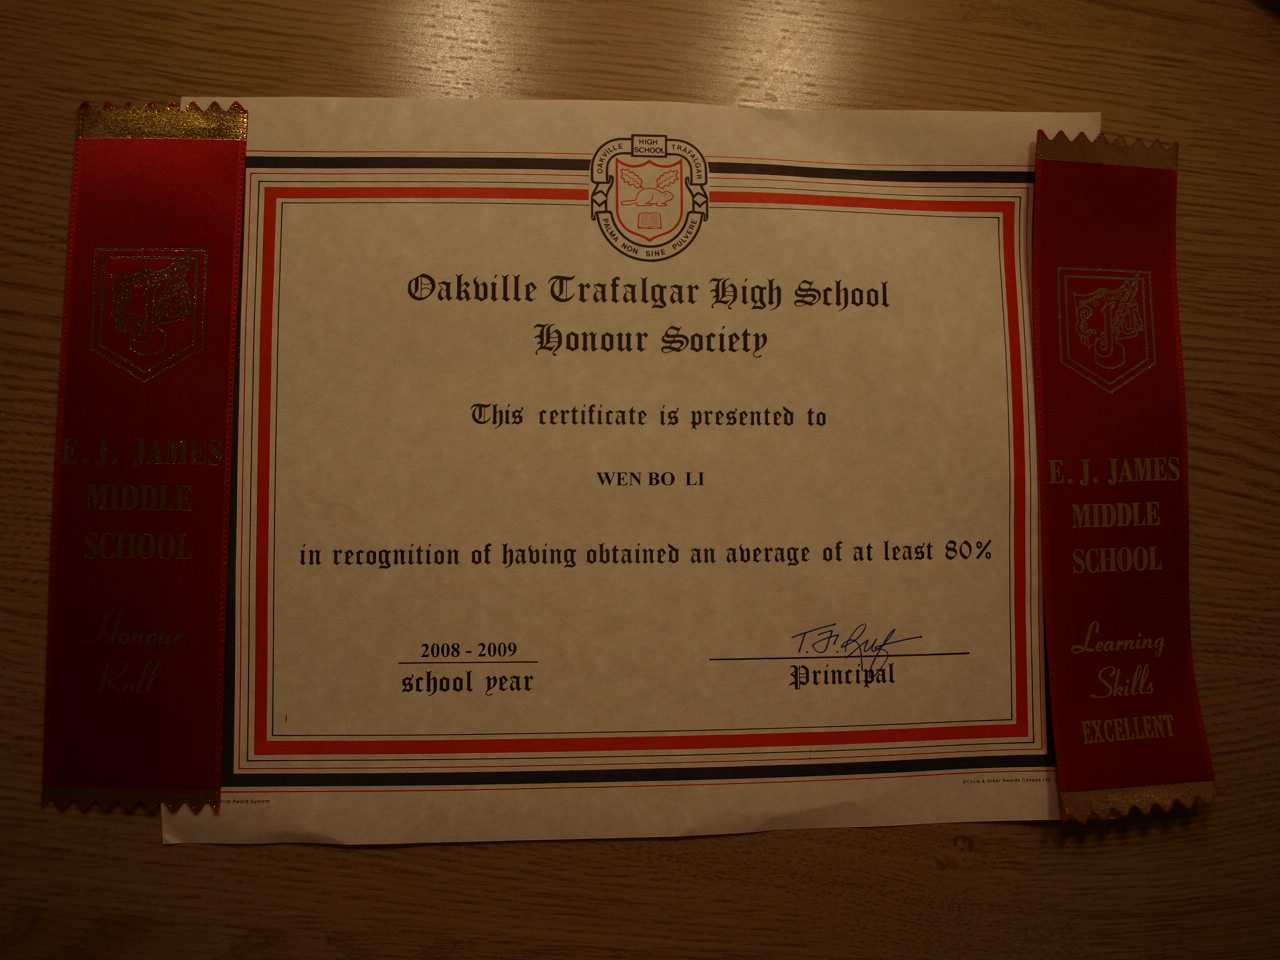 OAKVILLE HIGH SCHOOL TRAFALGAR
PALMA NON SINE PULVERE
Oakville Trafalgar High School
Honour Society
This certificate is presented to
WEN BO LI
in recognition of having obtained an average of at least 80%
2008 - 2009
school year
Principal
E. J. JAMES
MIDDLE
SCHOOL
Honour
Roll
E. J. JAMES
MIDDLE
SCHOOL
Learning
Skills
EXCELLENT
Award System